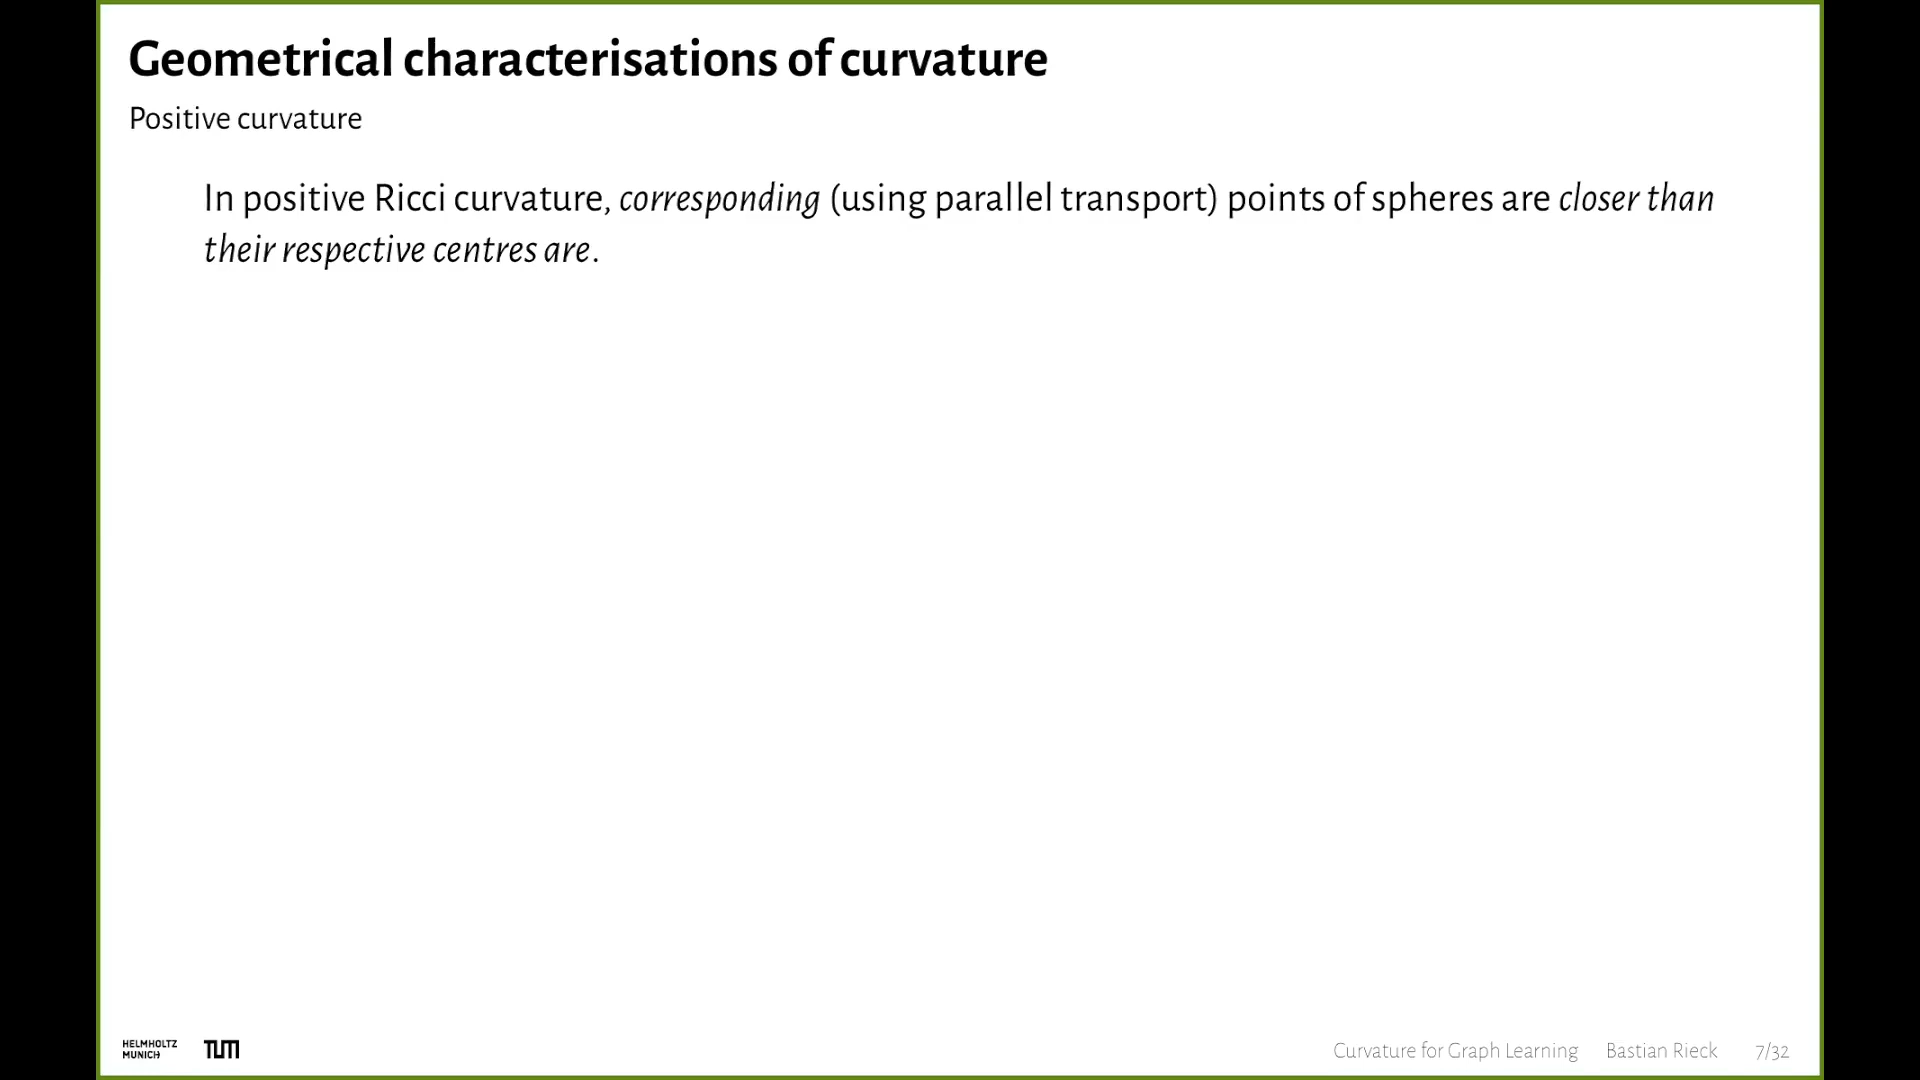 Geometrical characterisations of curvature
Positive curvature
In positive Ricci curvature, corresponding (using parallel transport) points of spheres are closer than
their respective centres are.
HELMHOLTZ
MUNICH
TUM
Curvature for Graph Learning Bastian Rieck 7/32